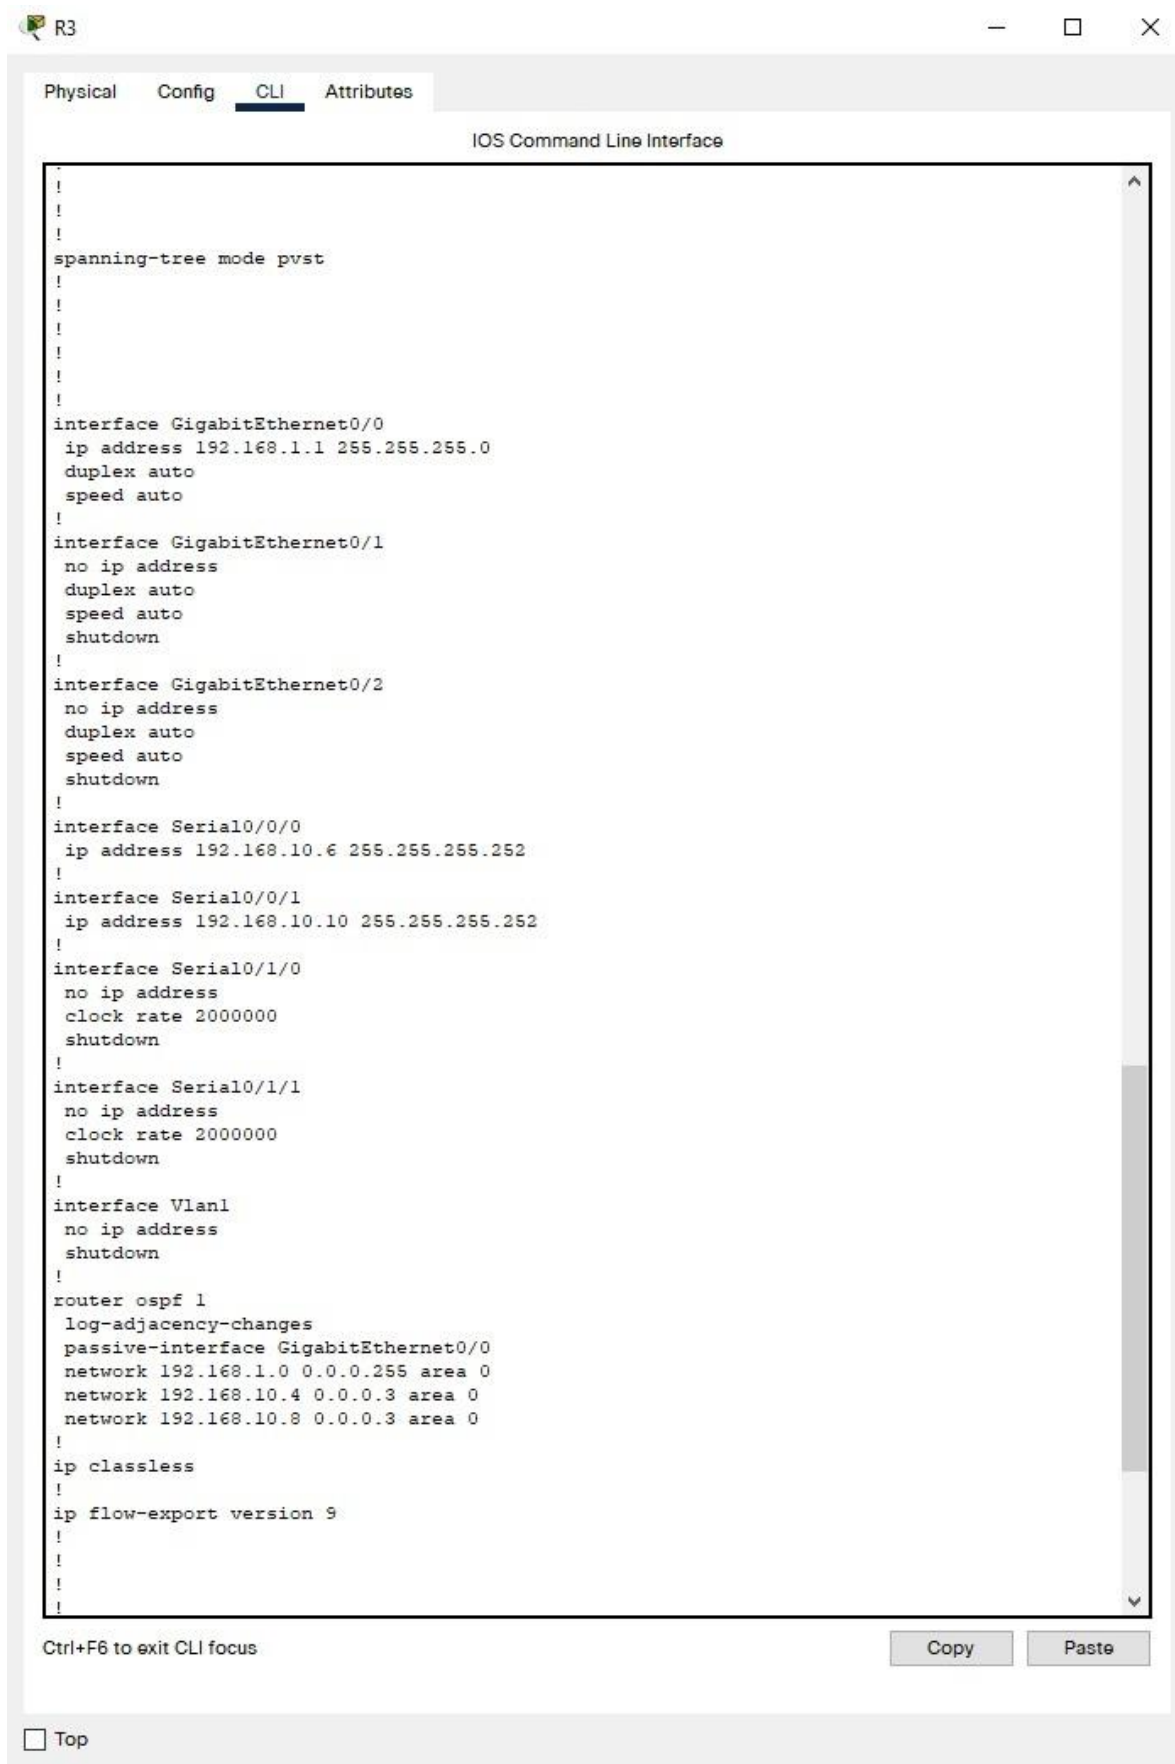 R3
Physical Config CLI Attributes
IOS Command Line Interface
!
!
!
!
spanning-tree mode pvst
!
!
!
!
!
!
interface GigabitEthernet0/0
 ip address 192.168.1.1 255.255.255.0
 duplex auto
 speed auto
!
interface GigabitEthernet0/1
 no ip address
 duplex auto
 speed auto
 shutdown
!
interface GigabitEthernet0/2
 no ip address
 duplex auto
 speed auto
 shutdown
!
interface Serial0/0/0
 ip address 192.168.10.6 255.255.255.252
!
interface Serial0/0/1
 ip address 192.168.10.10 255.255.255.252
!
interface Serial0/1/0
 no ip address
 clock rate 2000000
 shutdown
!
interface Serial0/1/1
 no ip address
 clock rate 2000000
 shutdown
!
interface Vlan1
 no ip address
 shutdown
!
router ospf 1
 log-adjacency-changes
 passive-interface GigabitEthernet0/0
 network 192.168.1.0 0.0.0.255 area 0
 network 192.168.10.4 0.0.0.3 area 0
 network 192.168.10.8 0.0.0.3 area 0
!
ip classless
!
ip flow-export version 9
!
!
!
!
Ctrl+F6 to exit CLI focus
Copy Paste
Top